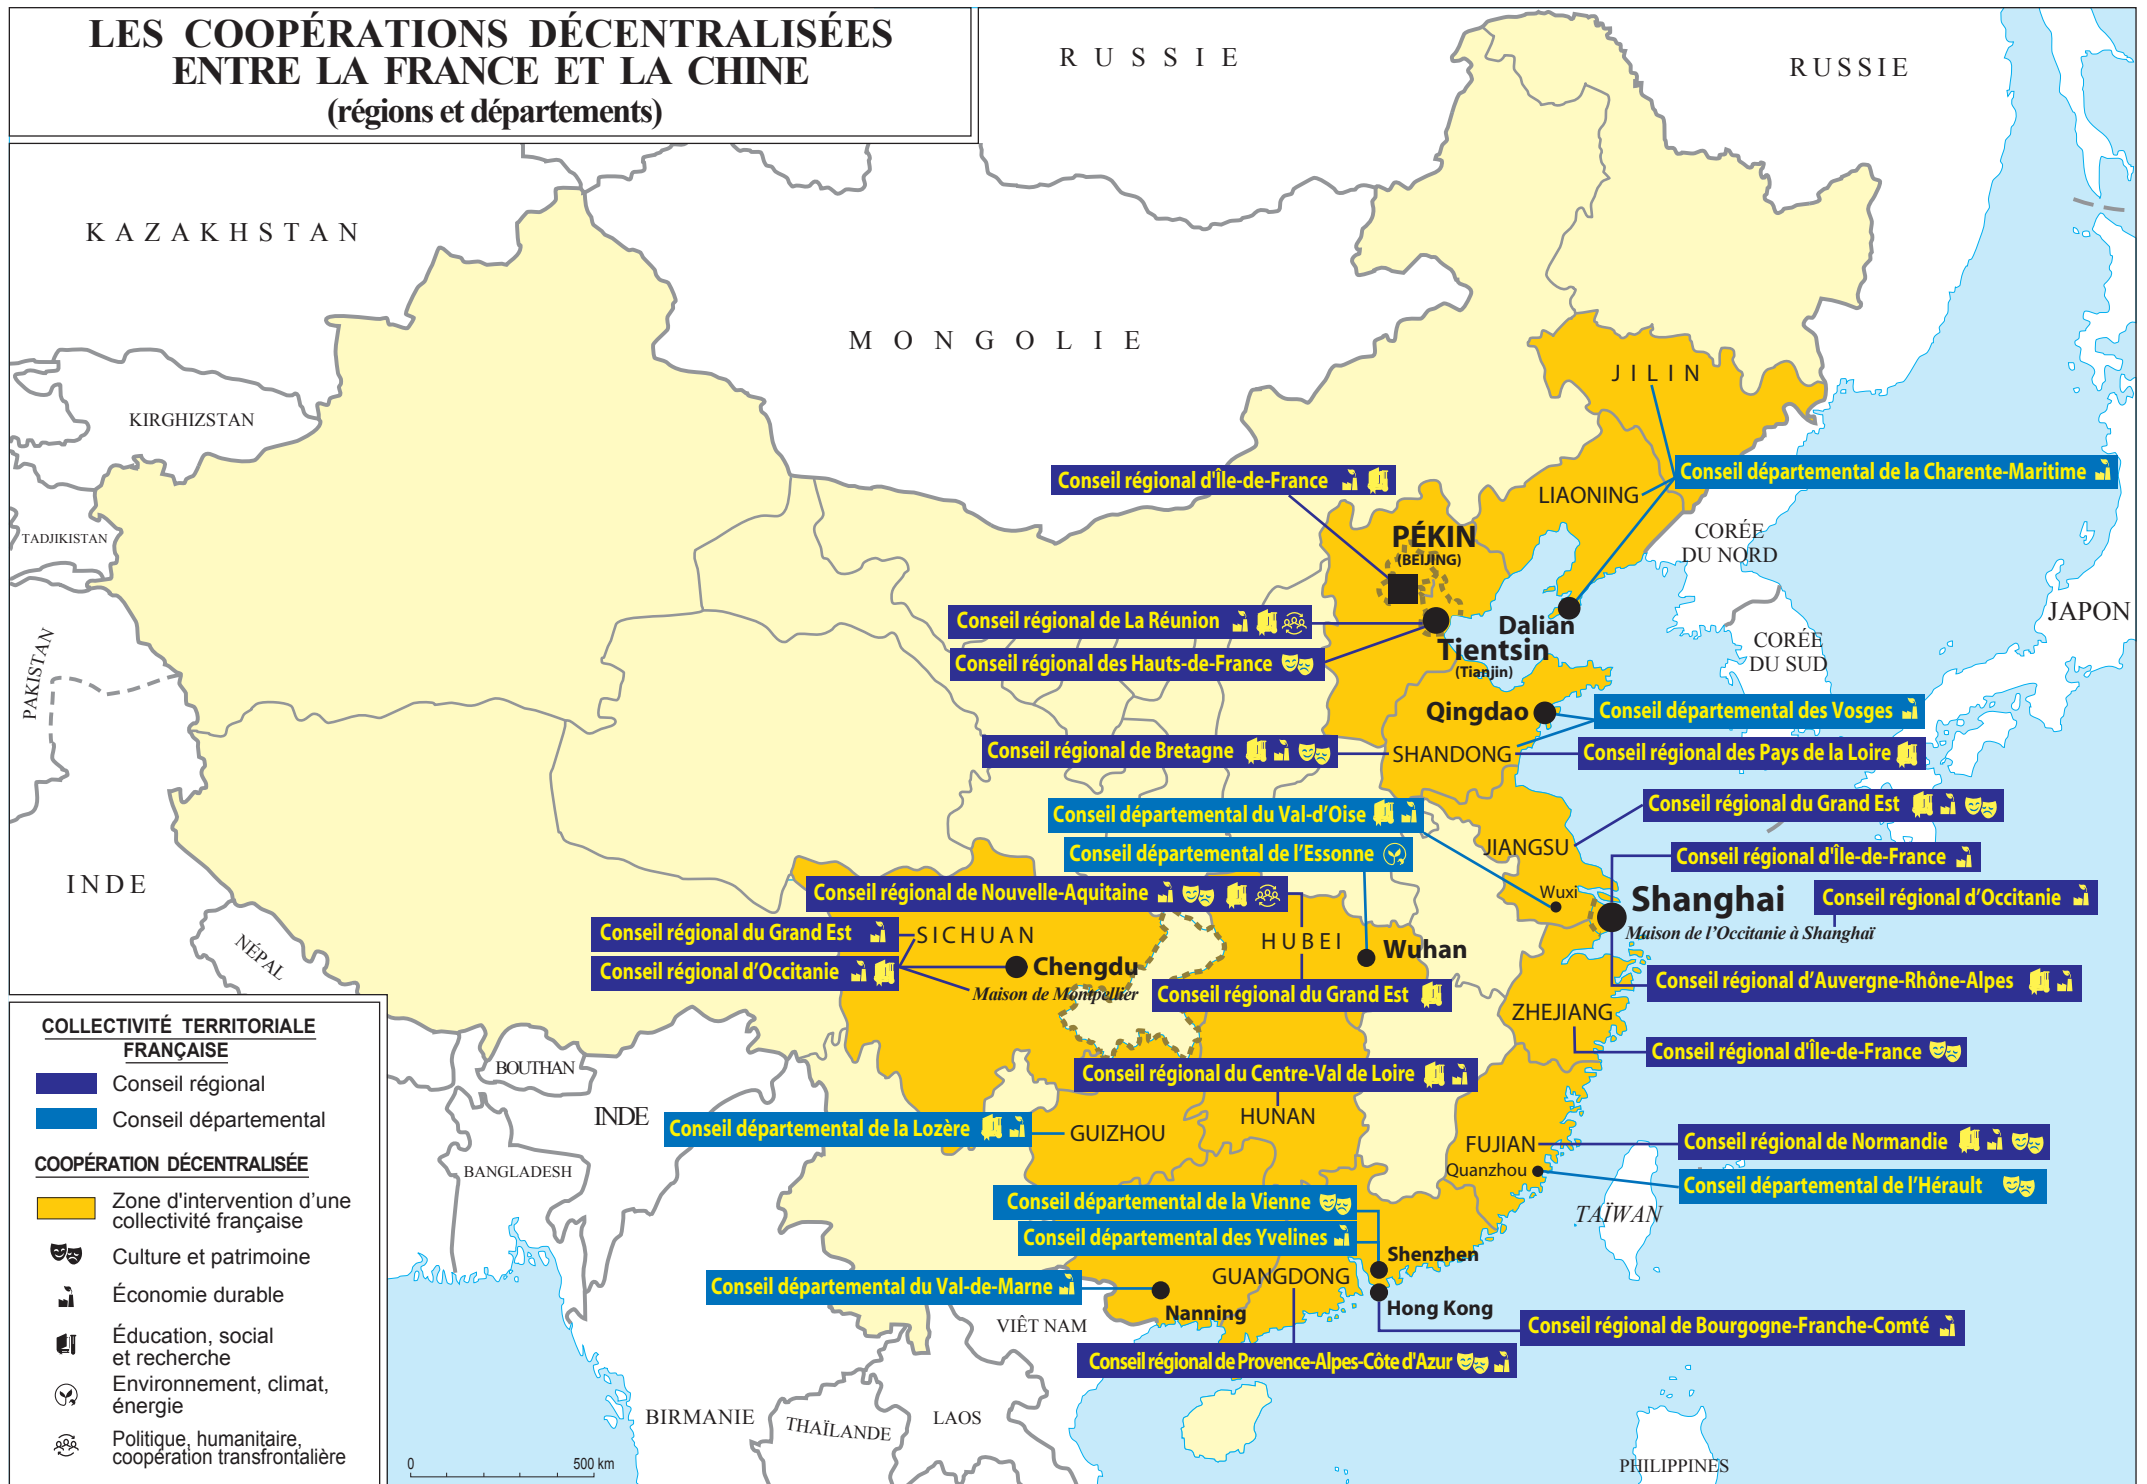 LES COOPÉRATIONS DÉCENTRALISÉES
ENTRE LA FRANCE ET LA CHINE
(régions et départements)
RUSSIE
RUSSIE
KAZAKHSTAN
MONGOLIE
JILIN
KIRGHIZSTAN
Conseil régional d'Île-de-France
Conseil départemental de la Charente-Maritime
LIAONING
TADJIKISTAN
PÉKIN
(BEIJING)
CORÉE
DU NORD
JAPON
Conseil régional de La Réunion
Dalian
Tientsin
(Tianjin)
CORÉE
DU SUD
Conseil régional des Hauts-de-France
PAKISTAN
Qingdao
Conseil départemental des Vosges
Conseil régional de Bretagne
SHANDONG
Conseil régional des Pays de la Loire
Conseil départemental du Val-d’Oise
Conseil régional du Grand Est
JIANGSU
Conseil départemental de l’Essonne
Conseil régional d'Île-de-France
INDE
Conseil régional de Nouvelle-Aquitaine
Wuxi
Shanghai
Conseil régional d’Occitanie
Maison de l’Occitanie à Shanghaï
Conseil régional du Grand Est
SICHUAN
HUBEI
Wuhan
NÉPAL
Conseil régional d’Occitanie
Chengdu
Maison de Montpellier
Conseil régional du Grand Est
Conseil régional d’Auvergne-Rhône-Alpes
ZHEJIANG
Conseil régional d'Île-de-France
BOUTHAN
Conseil régional du Centre-Val de Loire
INDE
HUNAN
Conseil départemental de la Lozère
GUIZHOU
FUJIAN
Conseil régional de Normandie
BANGLADESH
Quanzhou
Conseil départemental de l’Hérault
Conseil départemental de la Vienne
TAÏWAN
Conseil départemental des Yvelines
Shenzhen
Conseil départemental du Val-de-Marne
GUANGDONG
Nanning
Hong Kong
VIÊT NAM
Conseil régional de Bourgogne-Franche-Comté
Conseil régional de Provence-Alpes-Côte d'Azur
BIRMANIE
THAÏLANDE
LAOS
PHILIPPINES
COLLECTIVITÉ TERRITORIALE
FRANÇAISE
Conseil régional
Conseil départemental
COOPÉRATION DÉCENTRALISÉE
Zone d'intervention d’une
collectivité française
Culture et patrimoine
Économie durable
Éducation, social
et recherche
Environnement, climat,
énergie
Politique, humanitaire,
coopération transfrontalière
0 500 km